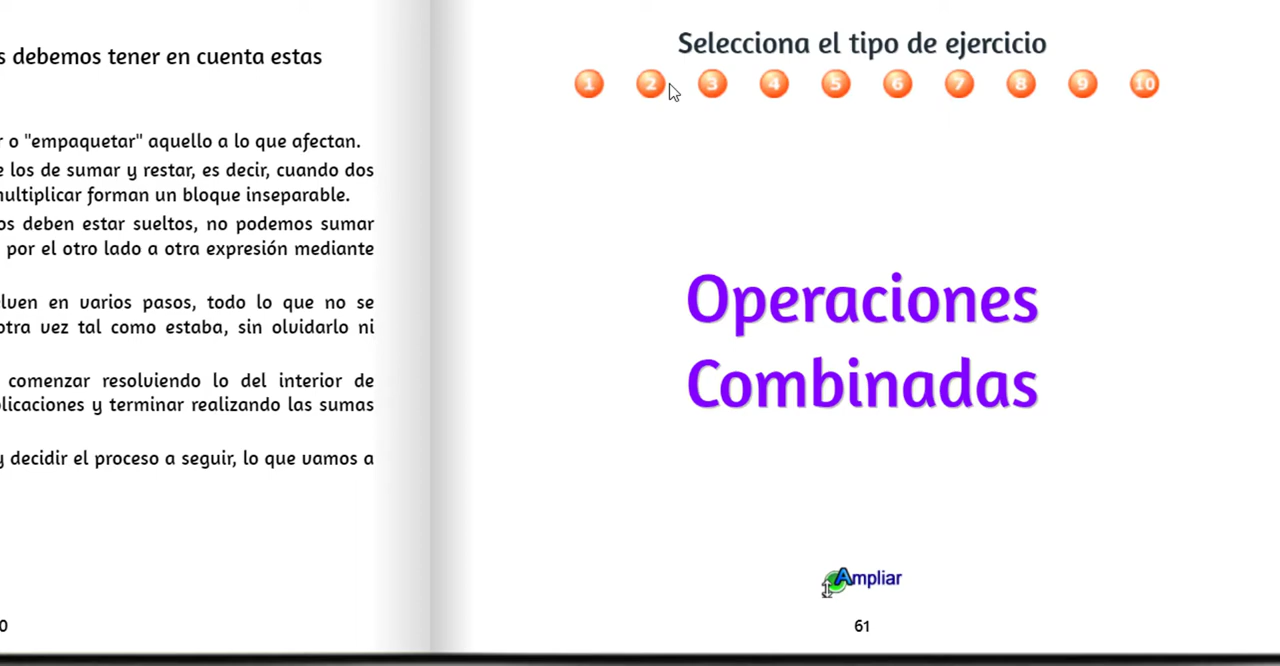 s debemos tener en cuenta estas
r o "empaquetar" aquello a lo que afectan.
e los de sumar y restar, es decir, cuando dos
multiplicar forman un bloque inseparable.
os deben estar sueltos, no podemos sumar
por el otro lado a otra expresión mediante
lven en varios pasos, todo lo que no se
otra vez tal como estaba, sin olvidarlo ni
comenzar resolviendo lo del interior de
licaciones y terminar realizando las sumas
y decidir el proceso a seguir, lo que vamos a
0
Selecciona el tipo de ejercicio
1 2 3 4 5 6 7 8 9 10
Operaciones
Combinadas
Ampliar
61